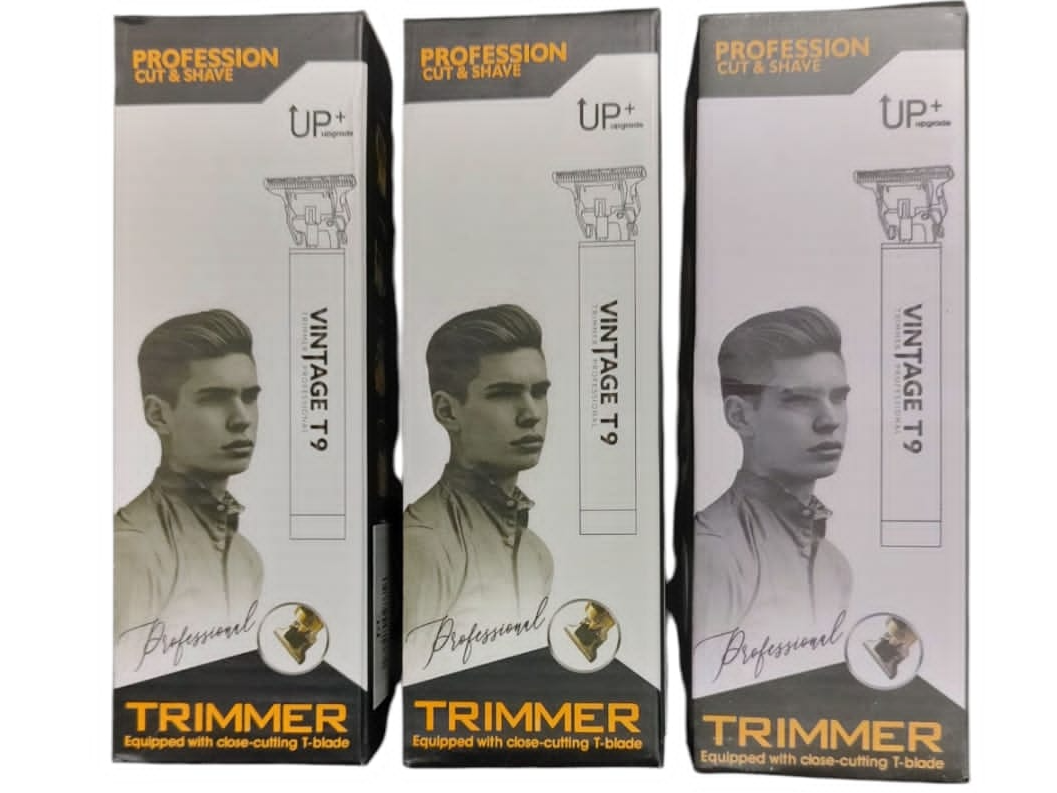 PROFESSION
CUT & SHAVE
UP+
upgrade
VINTAGE T9
TRIMMER PROFESSIONAL
Professional
TRIMMER
Equipped with close-cutting T-blade
PROFESSION
CUT & SHAVE
UP+
upgrade
VINTAGE T9
TRIMMER PROFESSIONAL
Professional
TRIMMER
Equipped with close-cutting T-blade
PROFESSION
CUT & SHAVE
UP+
upgrade
VINTAGE T9
TRIMMER PROFESSIONAL
Professional
TRIMMER
Equipped with close-cutting T-blade